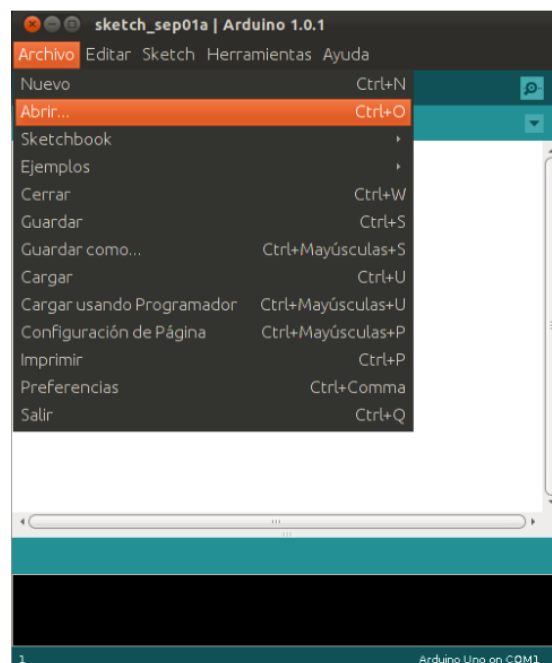 sketch_sep01a | Arduino 1.0.1
Archivo Editar Sketch Herramientas Ayuda
Nuevo Ctrl+N
Abrir... Ctrl+O
Sketchbook
Ejemplos
Cerrar Ctrl+W
Guardar Ctrl+S
Guardar como... Ctrl+Mayúsculas+S
Cargar Ctrl+U
Cargar usando Programador Ctrl+Mayúsculas+U
Configuración de Página Ctrl+Mayúsculas+P
Imprimir Ctrl+P
Preferencias Ctrl+Comma
Salir Ctrl+Q
1 Arduino Uno on COM1